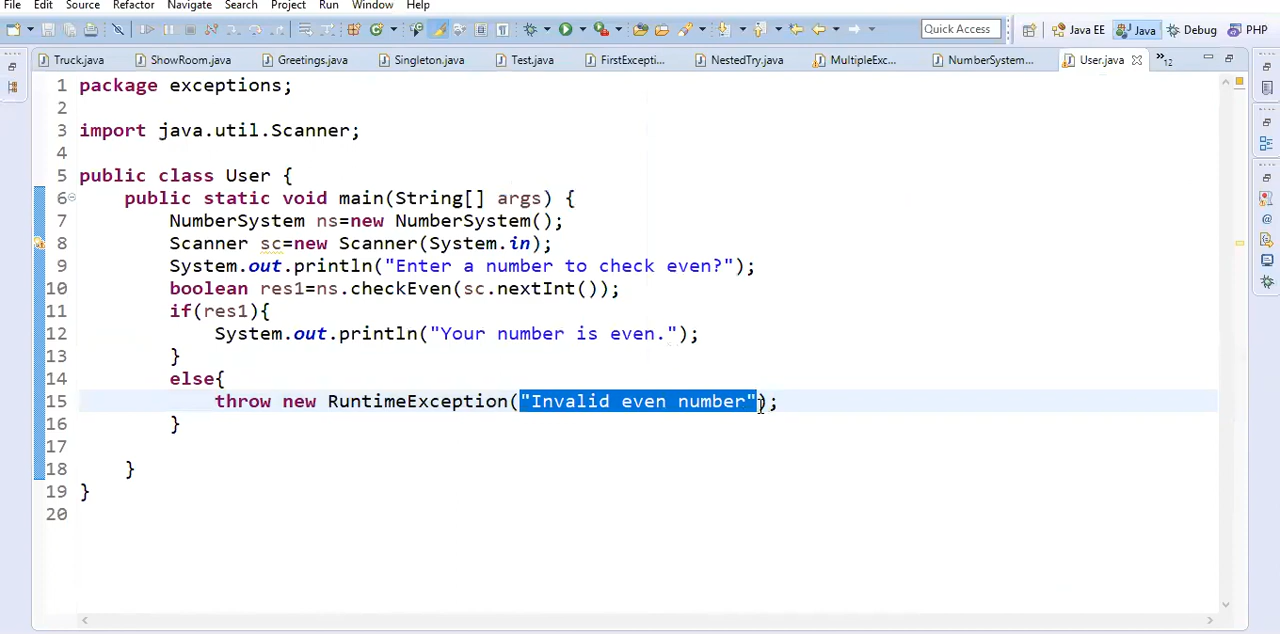 File Edit Source Refactor Navigate Search Project Run Window Help
Quick Access Java EE Java Debug PHP
Truck.java ShowRoom.java Greetings.java Singleton.java Test.java FirstExcepti... NestedTry.java MultipleExc... NumberSystem... User.java »12
1 package exceptions;
2
3 import java.util.Scanner;
4
5 public class User {
6 public static void main(String[] args) {
7 NumberSystem ns=new NumberSystem();
8 Scanner sc=new Scanner(System.in);
9 System.out.println("Enter a number to check even?");
10 boolean res1=ns.checkEven(sc.nextInt());
11 if(res1){
12 System.out.println("Your number is even.");
13 }
14 else{
15 throw new RuntimeException("Invalid even number");
16 }
17
18 }
19 }
20